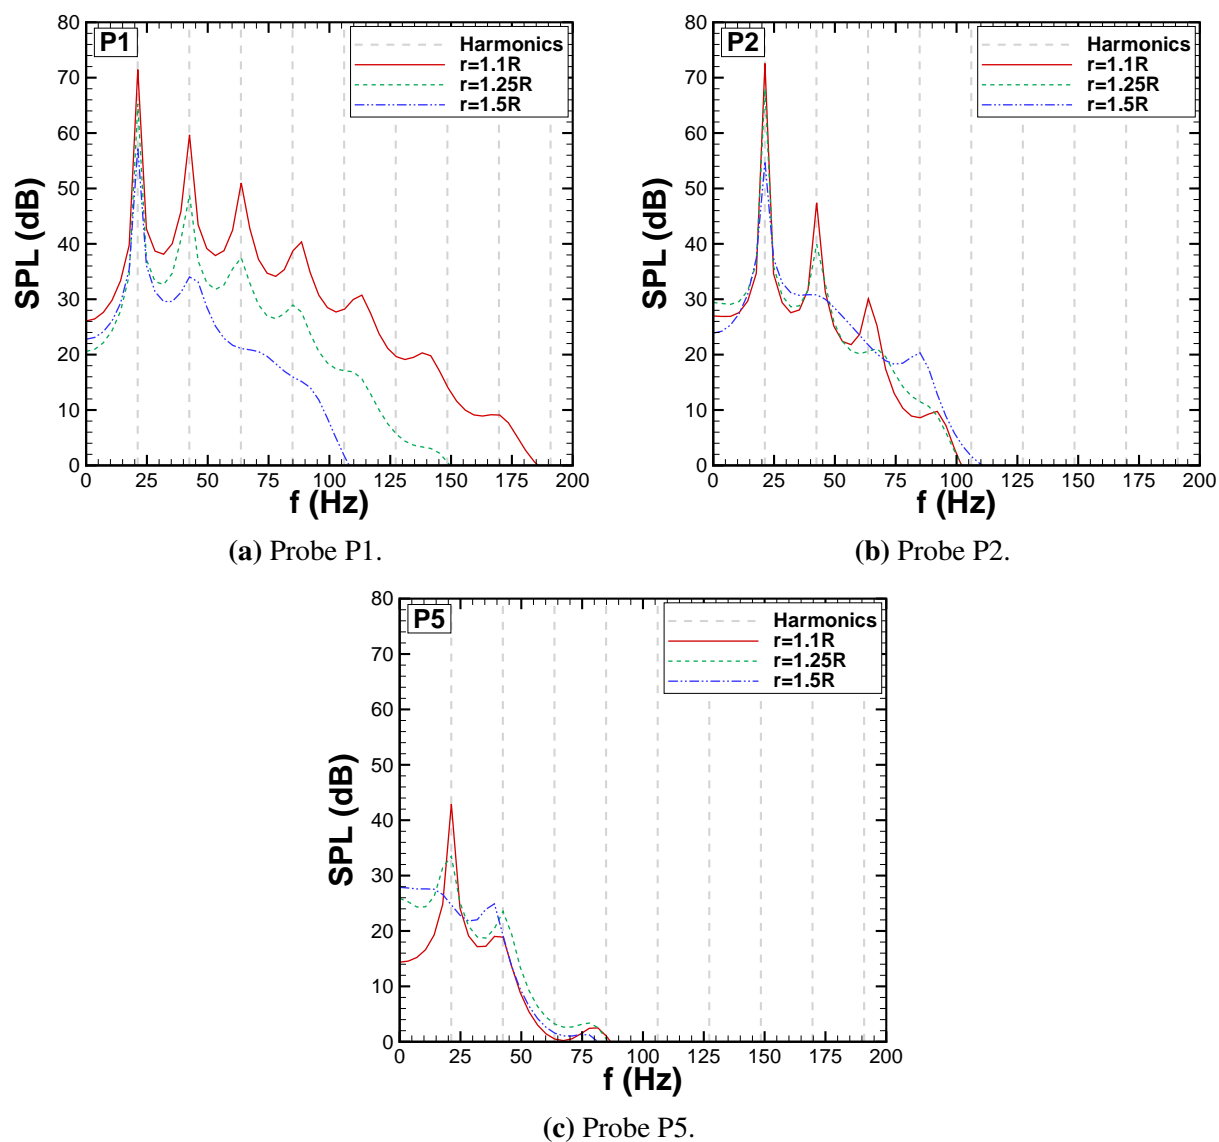 P1
Harmonics
r=1.1R
r=1.25R
r=1.5R
SPL (dB)
80
70
60
50
40
30
20
10
0
0 25 50 75 100 125 150 175 200
f (Hz)
(a) Probe P1.
P2
Harmonics
r=1.1R
r=1.25R
r=1.5R
SPL (dB)
80
70
60
50
40
30
20
10
0
0 25 50 75 100 125 150 175 200
f (Hz)
(b) Probe P2.
P5
Harmonics
r=1.1R
r=1.25R
r=1.5R
SPL (dB)
80
70
60
50
40
30
20
10
0
0 25 50 75 100 125 150 175 200
f (Hz)
(c) Probe P5.